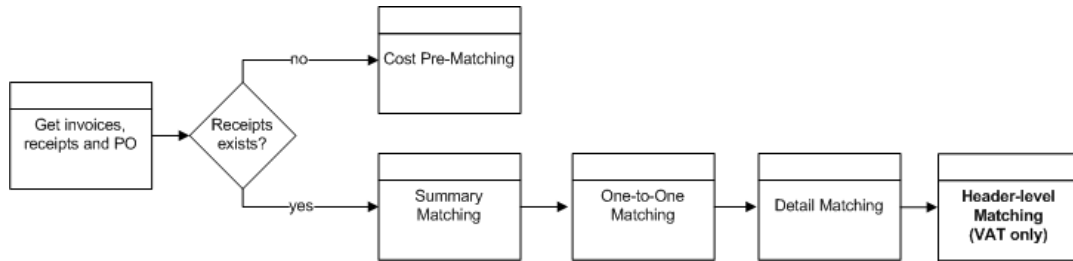 no
Cost Pre-Matching
Get invoices,
receipts and PO
Receipts
exists?
yes
Summary
Matching
One-to-One
Matching
Detail Matching
Header-level
Matching
(VAT only)